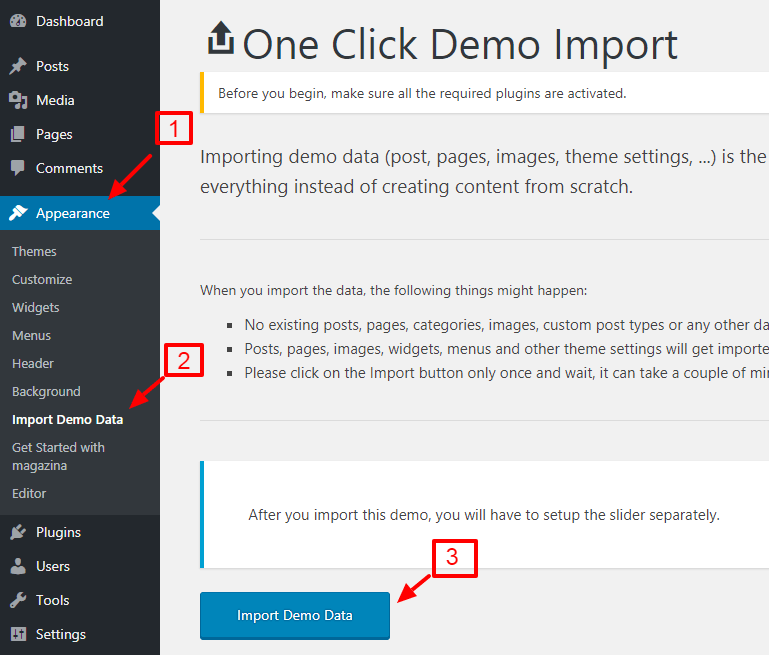 Dashboard
Posts
Media
Pages
Comments
Appearance
Themes
Customize
Widgets
Menus
Header
Background
Import Demo Data
Get Started with
magazina
Editor
Plugins
Users
Tools
Settings
1
2
One Click Demo Import
Before you begin, make sure all the required plugins are activated.
Importing demo data (post, pages, images, theme settings, ...) is the
everything instead of creating content from scratch.
When you import the data, the following things might happen:
No existing posts, pages, categories, images, custom post types or any other da
Posts, pages, images, widgets, menus and other theme settings will get importe
Please click on the Import button only once and wait, it can take a couple of mi
After you import this demo, you will have to setup the slider separately.
3
Import Demo Data